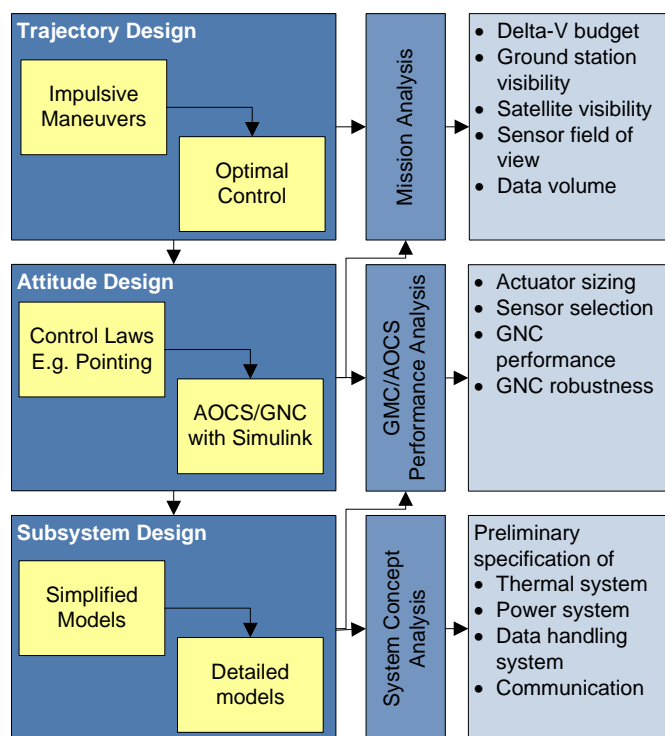 Trajectory Design
Impulsive
Maneuvers
Optimal
Control
Mission Analysis
• Delta-V budget
• Ground station
visibility
• Satellite visibility
• Sensor field of
view
• Data volume
Attitude Design
Control Laws
E.g. Pointing
AOCS/GNC
with Simulink
GMC/AOCS
Performance Analysis
• Actuator sizing
• Sensor selection
• GNC
performance
• GNC robustness
Subsystem Design
Simplified
Models
Detailed
models
System Concept
Analysis
Preliminary
specification of
• Thermal system
• Power system
• Data handling
system
• Communication